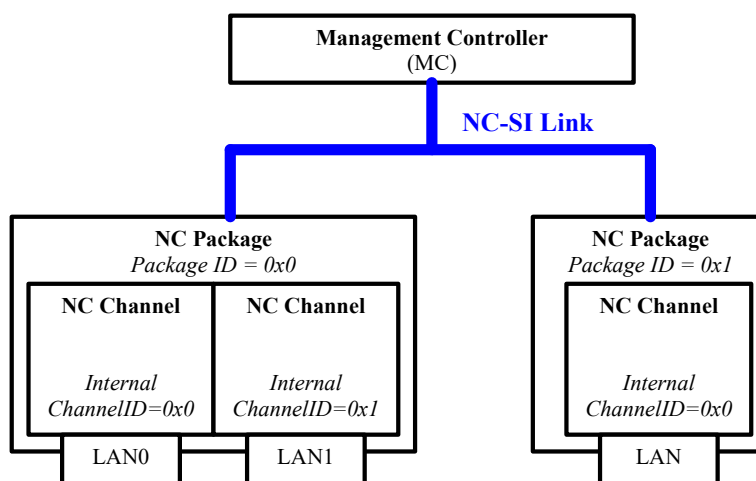 Management Controller
(MC)
NC-SI Link
NC Package
Package ID = 0x0
NC Channel
Internal
ChannelID=0x0
NC Channel
Internal
ChannelID=0x1
LAN0
LAN1
NC Package
Package ID = 0x1
NC Channel
Internal
ChannelID=0x0
LAN